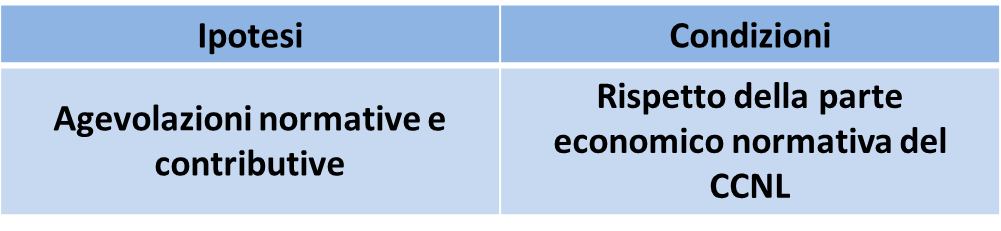 Ipotesi
Condizioni
Agevolazioni normative e
contributive
Rispetto della parte
economico normativa del
CCNL